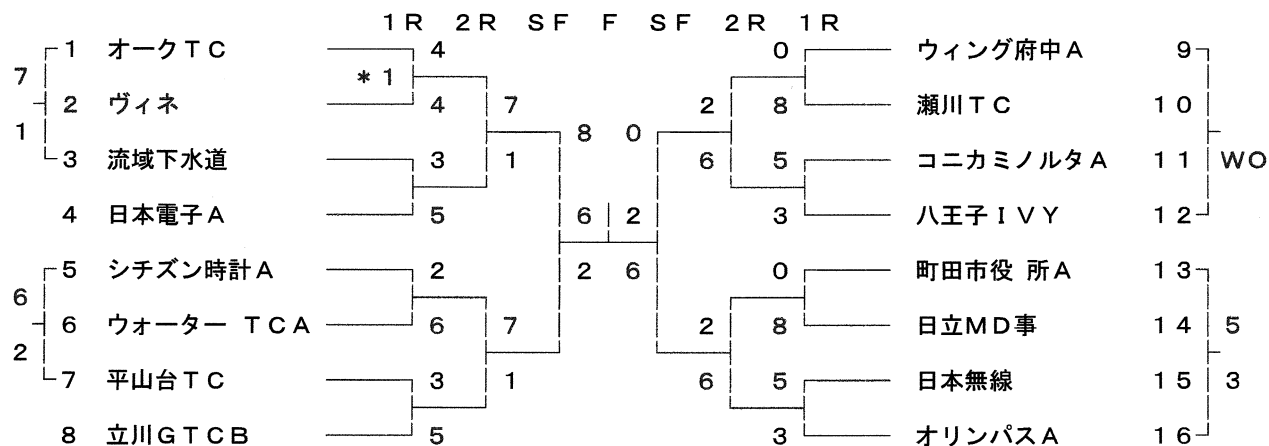 １Ｒ ２Ｒ ＳＦ Ｆ ＳＦ ２Ｒ １Ｒ
１ オークＴＣ ４ ０ ウィング府中Ａ ９
７ ＊１
２ ヴィネ ４ ７ ２ ８ 瀬川ＴＣ １０
１ ８ ０
３ 流域下水道 ３ １ ６ ５ コニカミノルタＡ １１ ＷＯ
４ 日本電子Ａ ５ ６ ２ ３ 八王子ＩＶＹ １２
５ シチズン時計Ａ ２ ２ ６ ０ 町田市役 所Ａ １３
６
６ ウォーター ＴＣＡ ６ ７ ２ ８ 日立ＭＤ事 １４ ５
２
７ 平山台ＴＣ ３ １ ６ ５ 日本無線 １５ ３
８ 立川ＧＴＣＢ ５ ３ オリンパスＡ １６